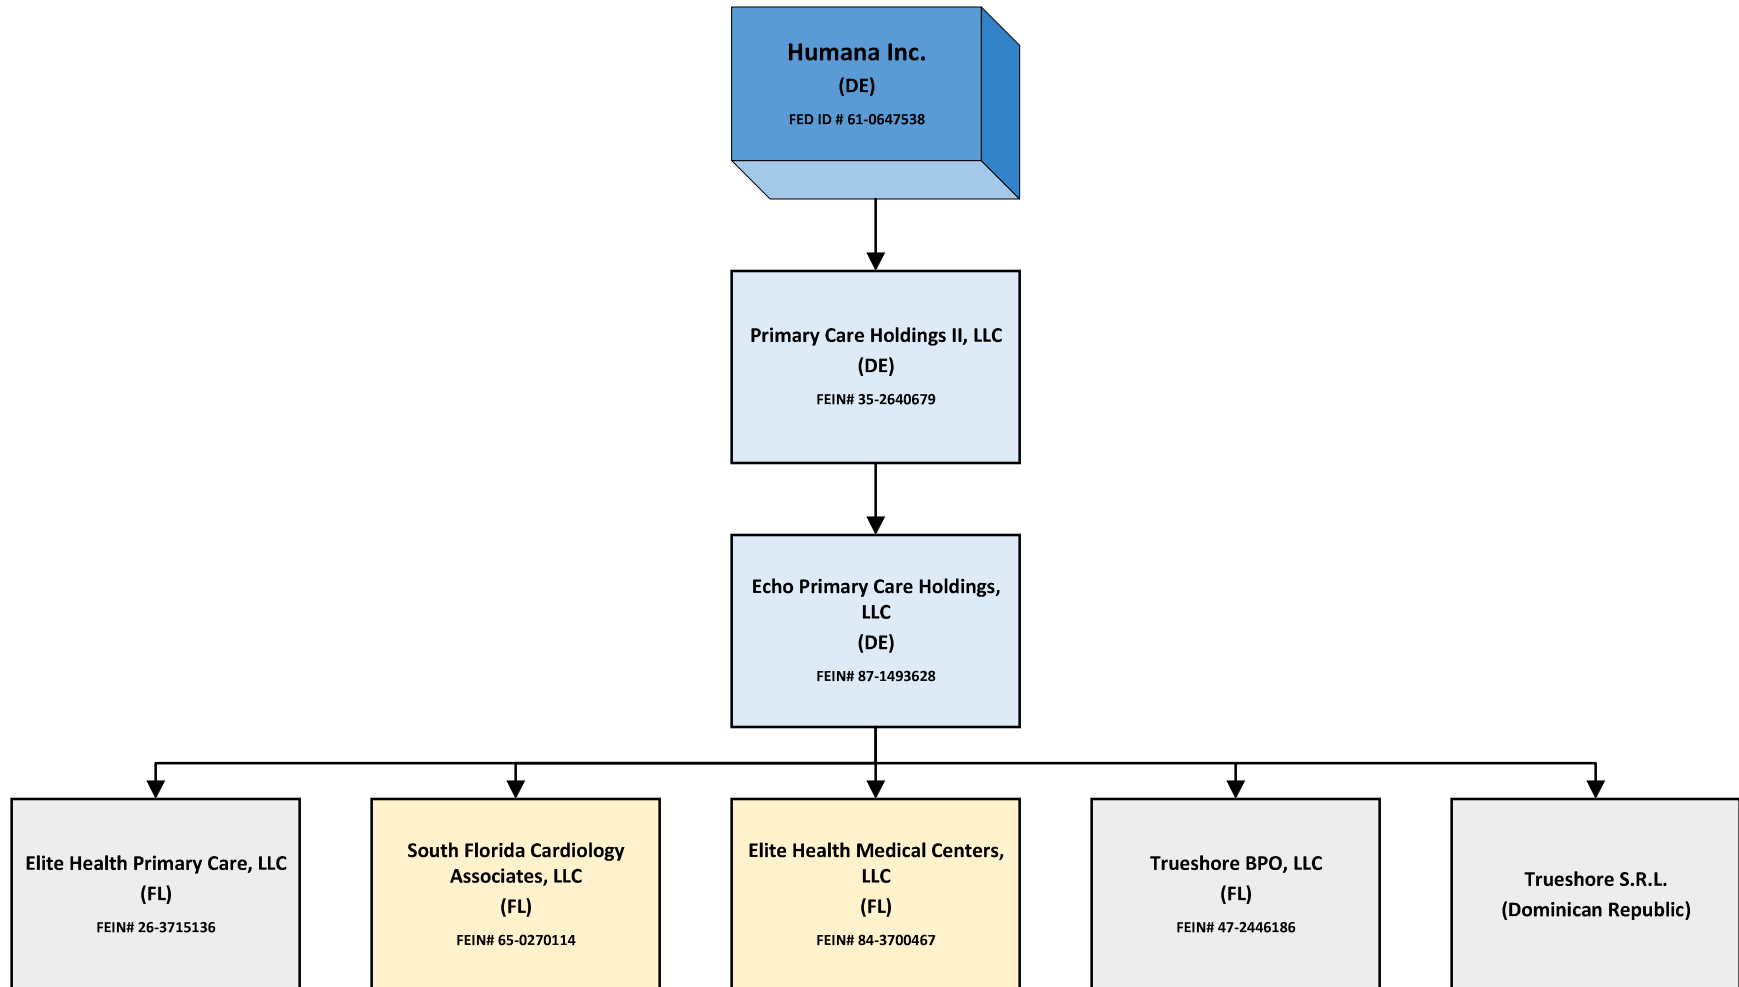 Humana Inc.
(DE)
FED ID # 61-0647538
Primary Care Holdings II, LLC
(DE)
FEIN# 35-2640679
Echo Primary Care Holdings,
LLC
(DE)
FEIN# 87-1493628
Elite Health Primary Care, LLC
(FL)
FEIN# 26-3715136
South Florida Cardiology
Associates, LLC
(FL)
FEIN# 65-0270114
Elite Health Medical Centers,
LLC
(FL)
FEIN# 84-3700467
Trueshore BPO, LLC
(FL)
FEIN# 47-2446186
Trueshore S.R.L.
(Dominican Republic)